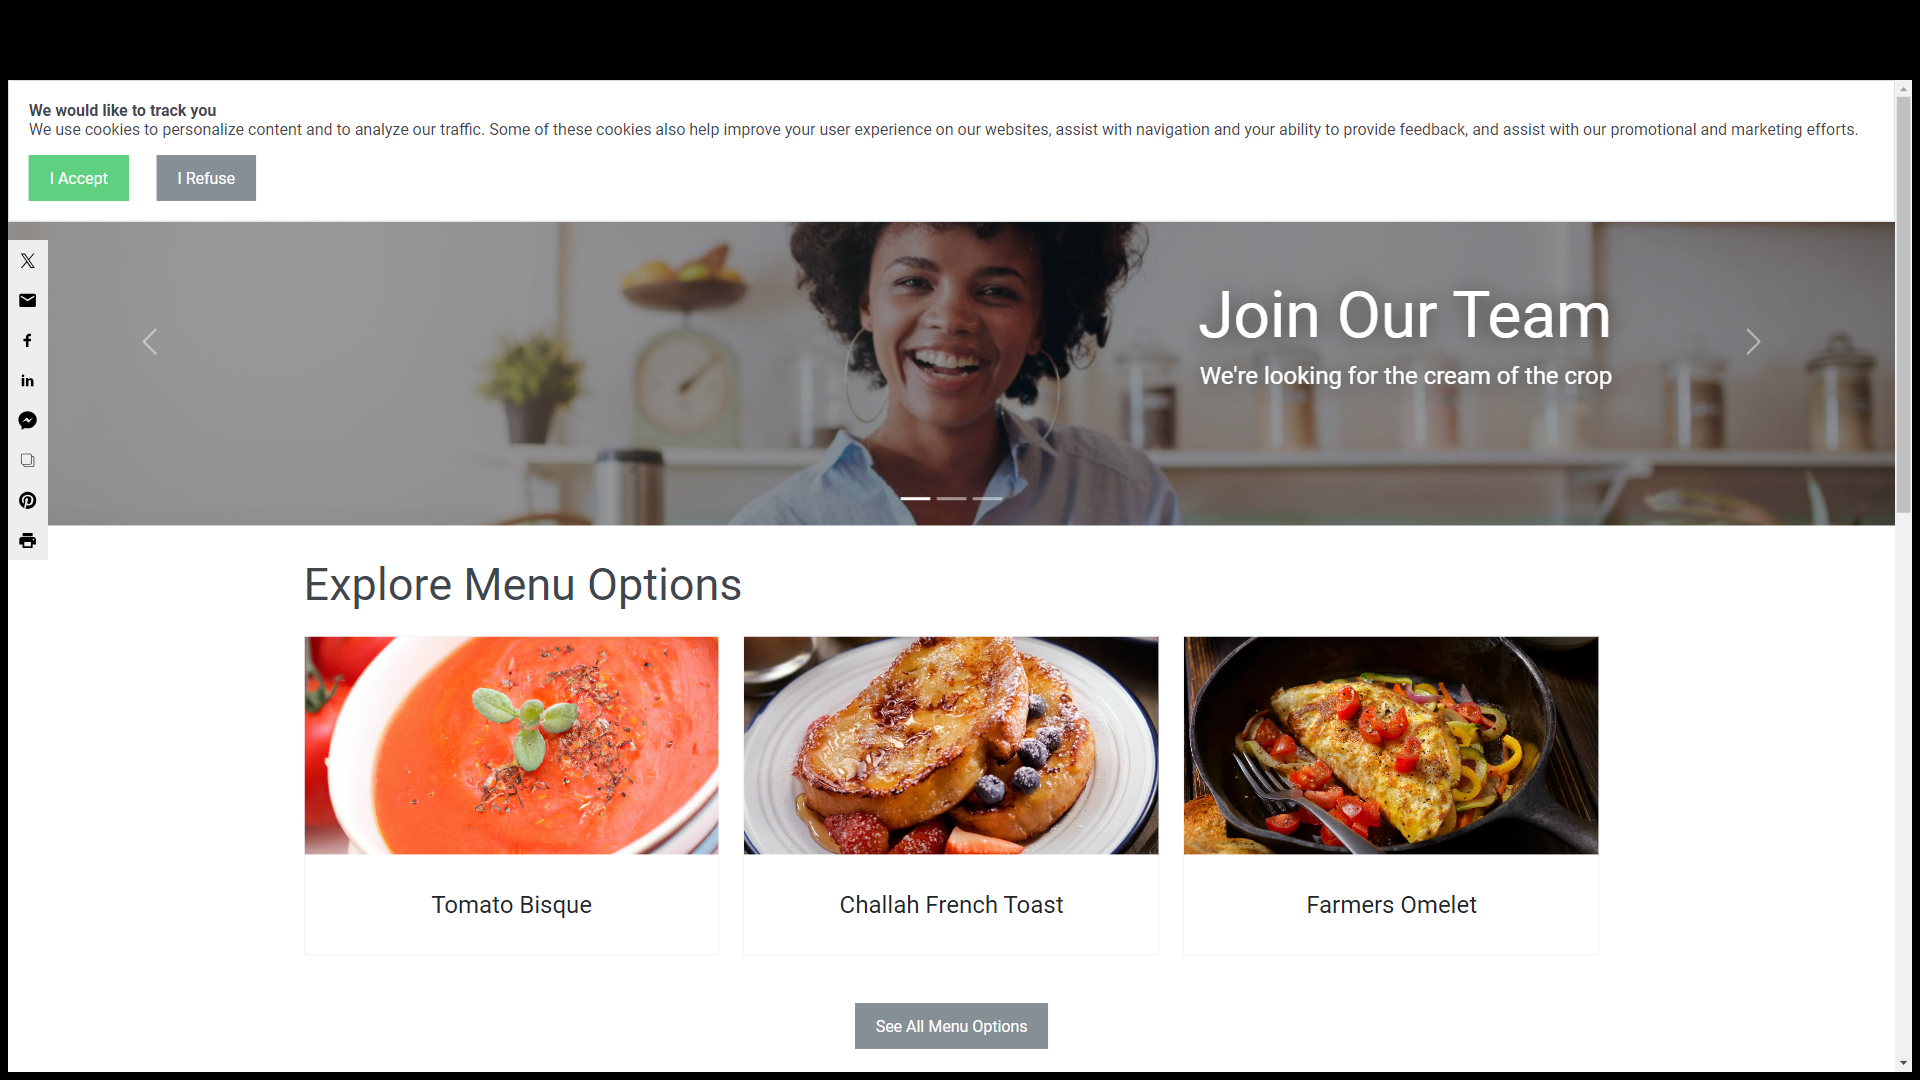 We would like to track you
We use cookies to personalize content and to analyze our traffic. Some of these cookies also help improve your user experience on our websites, assist with navigation and your ability to provide feedback, and assist with our promotional and marketing efforts.
I Accept
I Refuse
Join Our Team
We're looking for the cream of the crop
Explore Menu Options
Tomato Bisque
Challah French Toast
Farmers Omelet
See All Menu Options